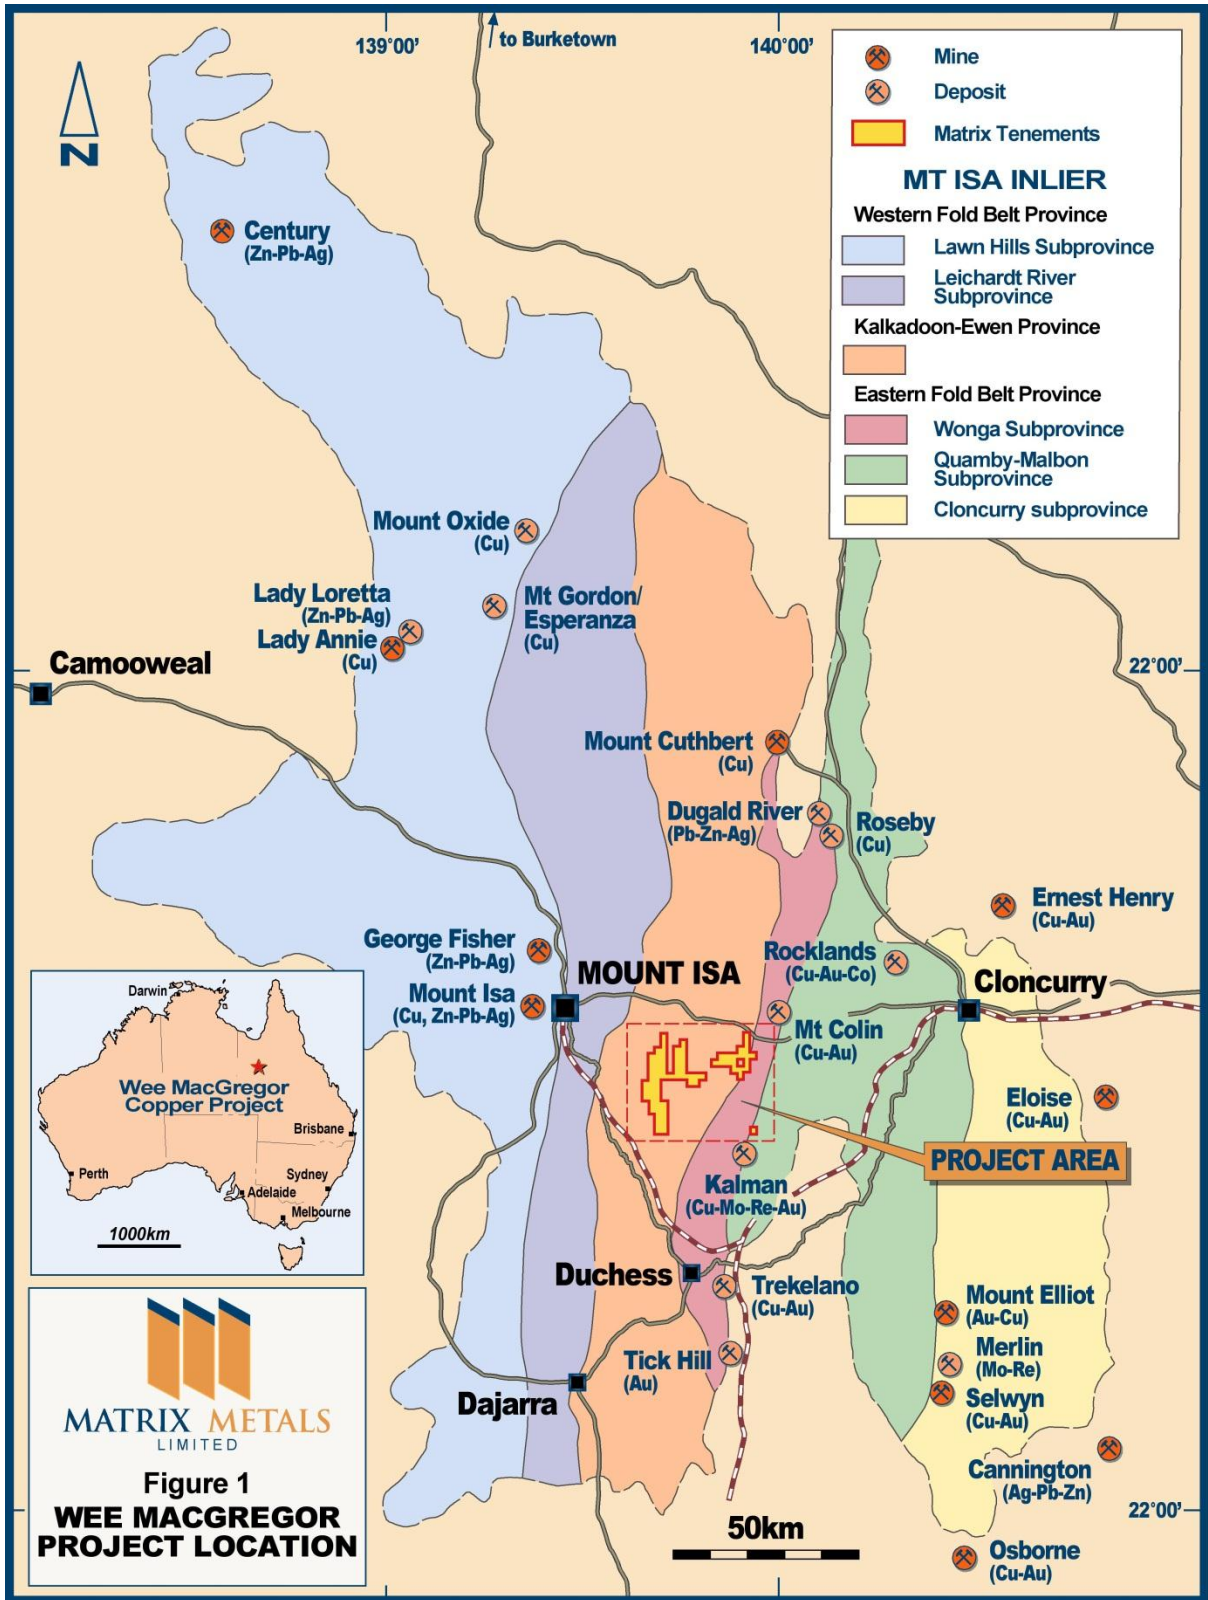 139°00'
to Burketown
140°00'
N
Mine
Deposit
Matrix Tenements
MT ISA INLIER
Western Fold Belt Province
Lawn Hills Subprovince
Leichardt River
Subprovince
Kalkadoon-Ewen Province
Eastern Fold Belt Province
Wonga Subprovince
Quamby-Malbon
Subprovince
Cloncurry subprovince
Century
(Zn-Pb-Ag)
Mount Oxide
(Cu)
Lady Loretta
(Zn-Pb-Ag)
Lady Annie
(Cu)
Mt Gordon/
Esperanza
(Cu)
Camooweal
22°00'
Mount Cuthbert
(Cu)
Dugald River
(Pb-Zn-Ag)
Roseby
(Cu)
Ernest Henry
(Cu-Au)
George Fisher
(Zn-Pb-Ag)
MOUNT ISA
Mount Isa
(Cu, Zn-Pb-Ag)
Rocklands
(Cu-Au-Co)
Cloncurry
Mt Colin
(Cu-Au)
Eloise
(Cu-Au)
PROJECT AREA
Kalman
(Cu-Mo-Re-Au)
Duchess
Trekelano
(Cu-Au)
Mount Elliot
(Au-Cu)
Merlin
(Mo-Re)
Selwyn
(Cu-Au)
Tick Hill
(Au)
Dajarra
Cannington
(Ag-Pb-Zn)
22°00'
50km
Osborne
(Cu-Au)
Darwin
Wee MacGregor
Copper Project
Brisbane
Perth
Sydney
Adelaide
Melbourne
1000km
MATRIX METALS
LIMITED
Figure 1
WEE MACGREGOR
PROJECT LOCATION